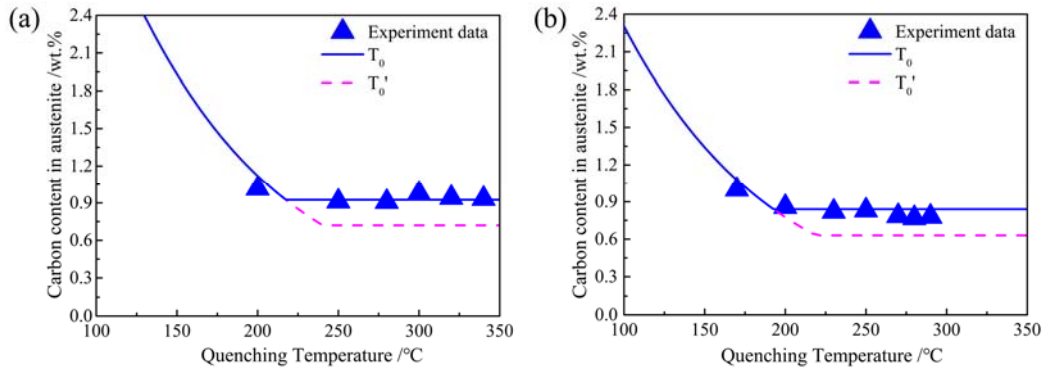 (a)
2.4
2.1
1.8
1.5
1.2
0.9
0.6
0.3
0.0
Carbon content in austenite /wt.%
Experiment data
T₀
T₀'
100 150 200 250 300 350
Quenching Temperature /°C
(b)
2.4
2.1
1.8
1.5
1.2
0.9
0.6
0.3
0.0
Carbon content in austenite /wt.%
Experiment data
T₀
T₀'
100 150 200 250 300 350
Quenching Temperature /°C